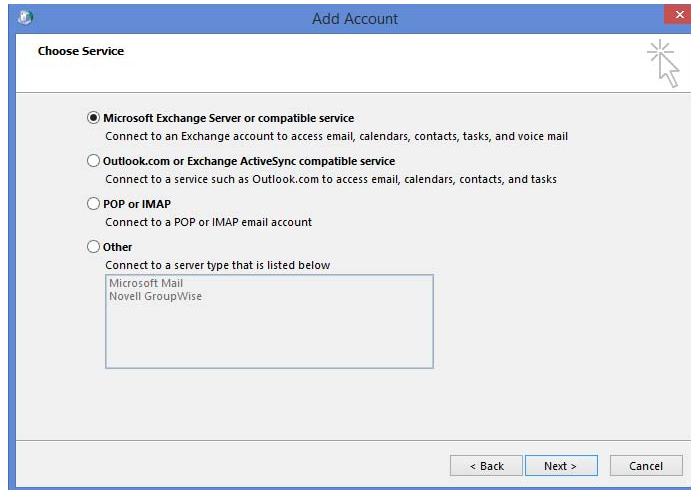 Add Account
Choose Service
Microsoft Exchange Server or compatible service
Connect to an Exchange account to access email, calendars, contacts, tasks, and voice mail
Outlook.com or Exchange ActiveSync compatible service
Connect to a service such as Outlook.com to access email, calendars, contacts, and tasks
POP or IMAP
Connect to a POP or IMAP email account
Other
Connect to a server type that is listed below
Microsoft Mail
Novell GroupWise
< Back Next > Cancel